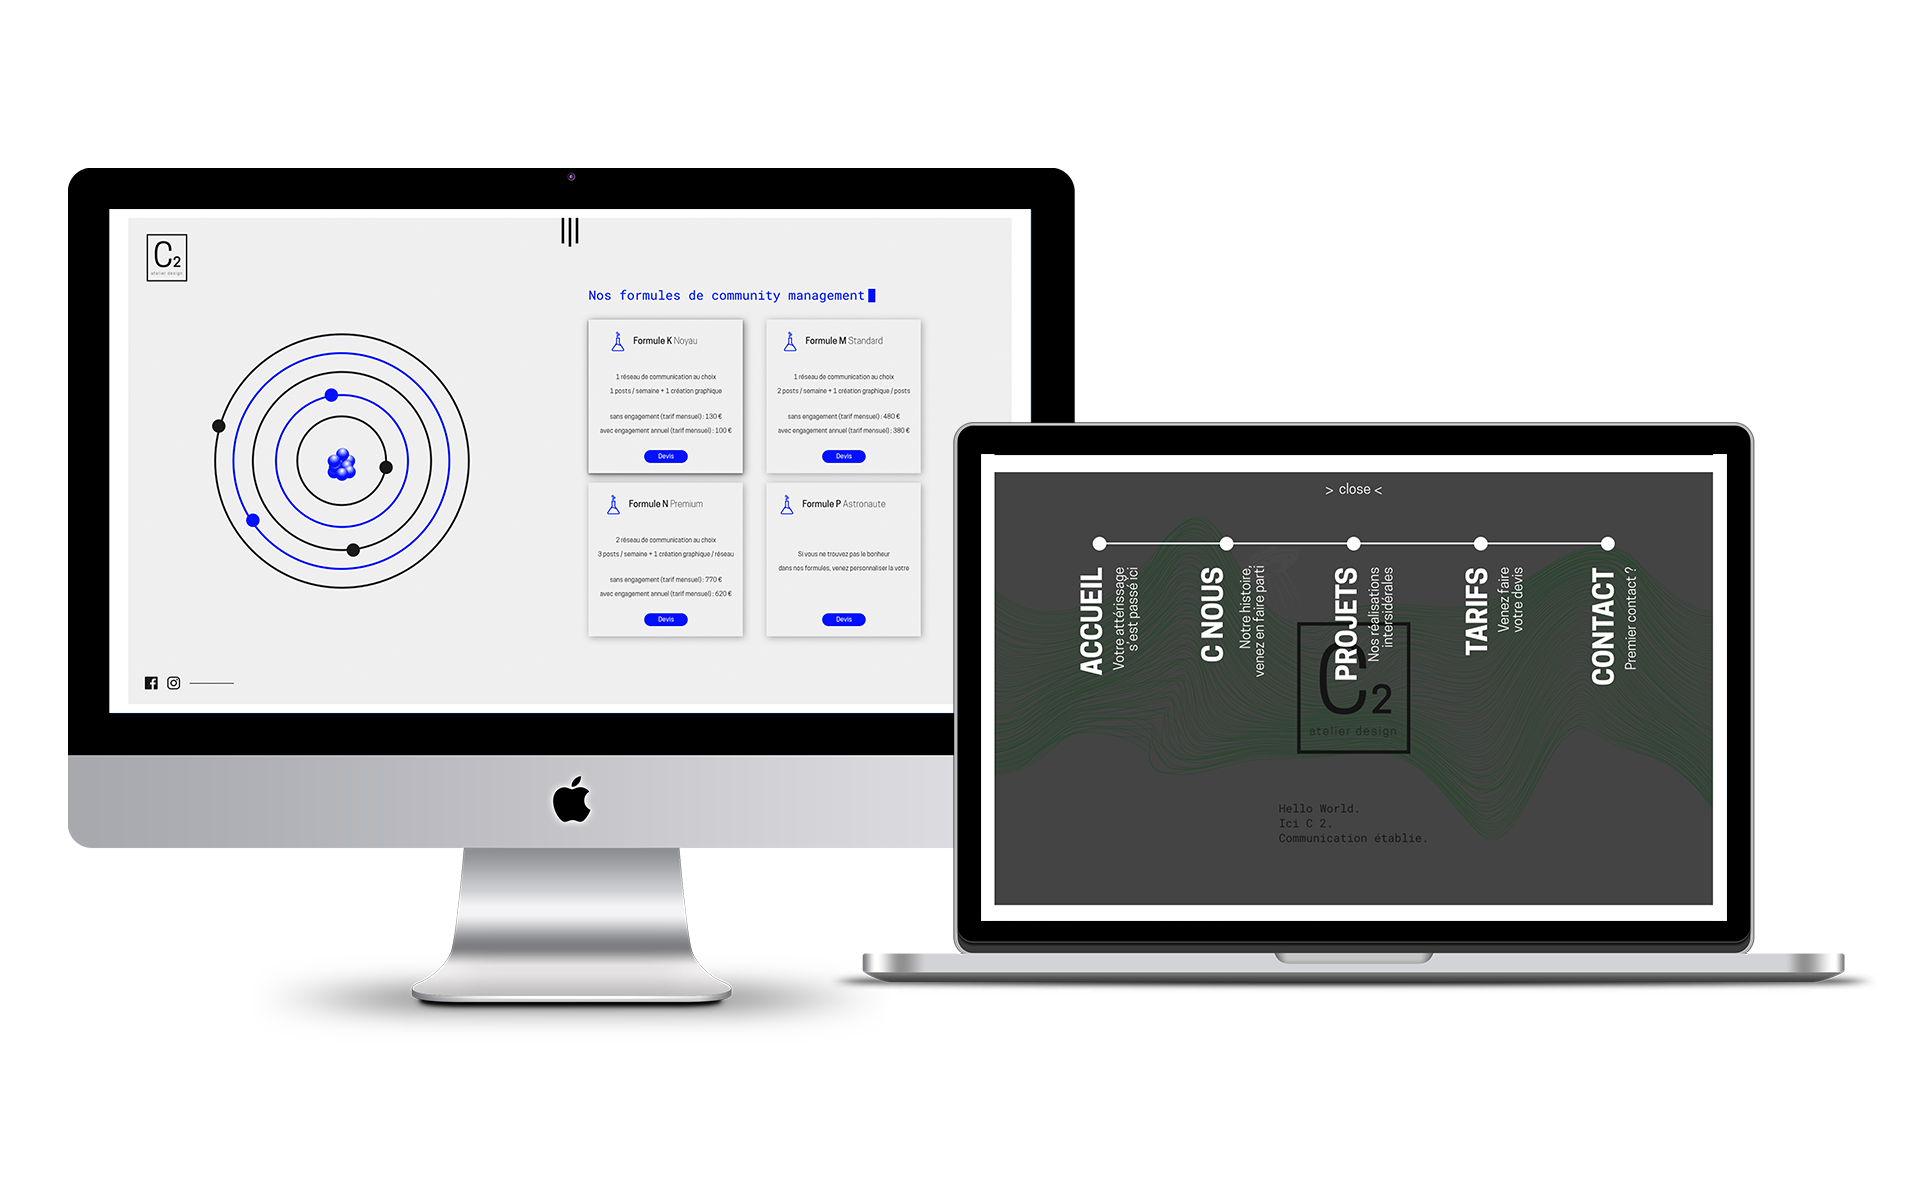 C2
atelier design
Nos formules de community management
Formule K Noyau
1 réseau de communication au choix
1 posts / semaine + 1 création graphique
sans engagement (tarif mensuel) : 130 €
avec engagement annuel (tarif mensuel) : 100 €
Devis
Formule M Standard
1 réseau de communication au choix
2 posts / semaine + 1 création graphique / posts
sans engagement (tarif mensuel) : 480 €
avec engagement annuel (tarif mensuel) : 380 €
Devis
Formule N Premium
2 réseau de communication au choix
3 posts / semaine + 1 création graphique / réseau
sans engagement (tarif mensuel) : 770 €
avec engagement annuel (tarif mensuel) : 620 €
Devis
Formule P Astronaute
Si vous ne trouvez pas le bonheur
dans nos formules, venez personnaliser la votre
Devis
> close <
ACCUEIL
Votre attérissage
s'est passé ici
C NOUS
Notre histoire,
venez en faire parti
PROJETS
Nos réalisations
intersidérales
TARIFS
Venez faire
votre devis
CONTACT
Premier contact ?
C2
atelier design
Hello World.
Ici C 2.
Communication établie.